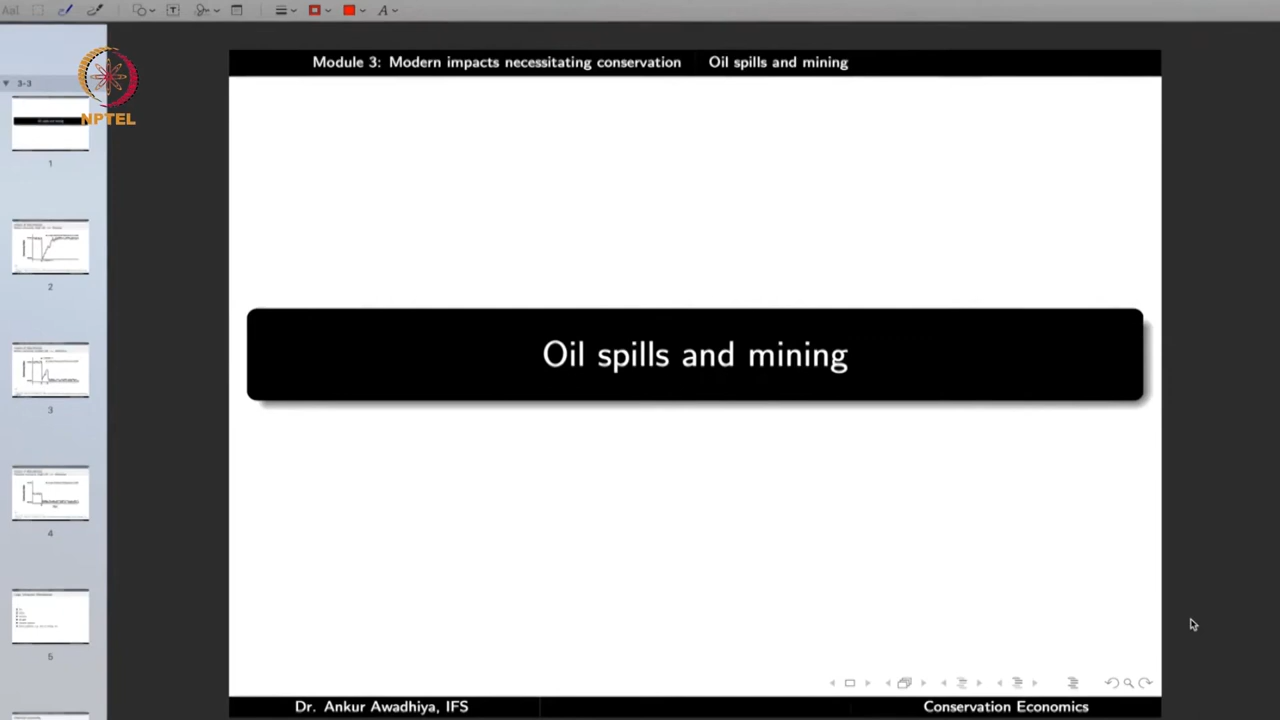 Module 3: Modern impacts necessitating conservation Oil spills and mining
3-3
NPTEL
1
2
3
4
5
Oil spills and mining
Dr. Ankur Awadhiya, IFS Conservation Economics